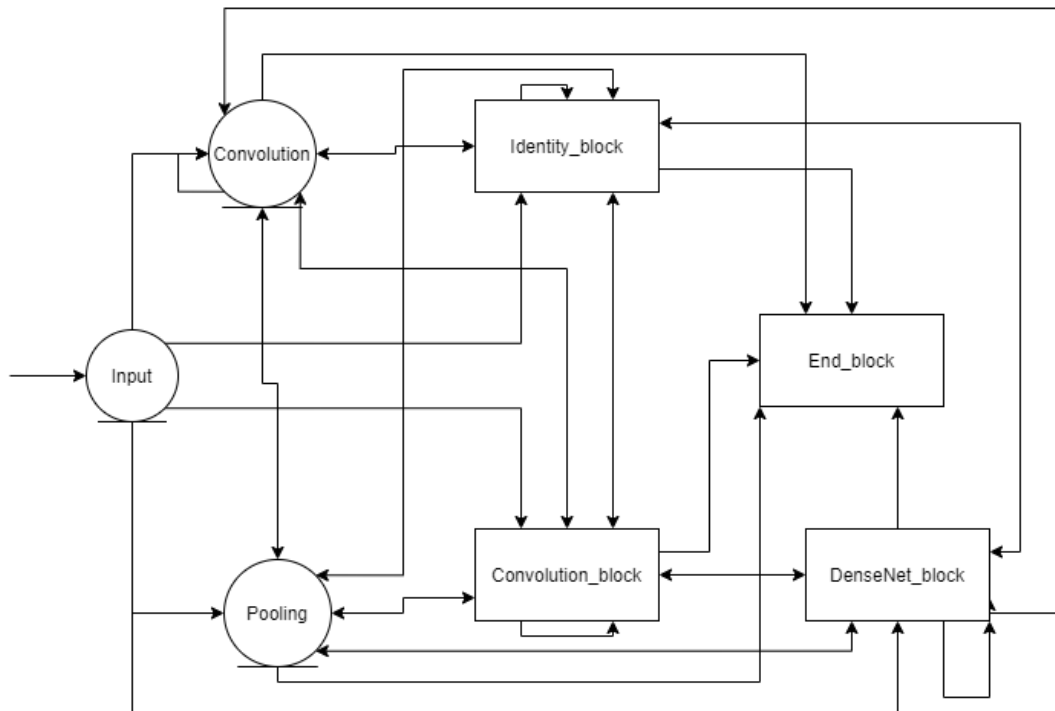 Convolution
Identity_block
Input
End_block
Pooling
Convolution_block
DenseNet_block